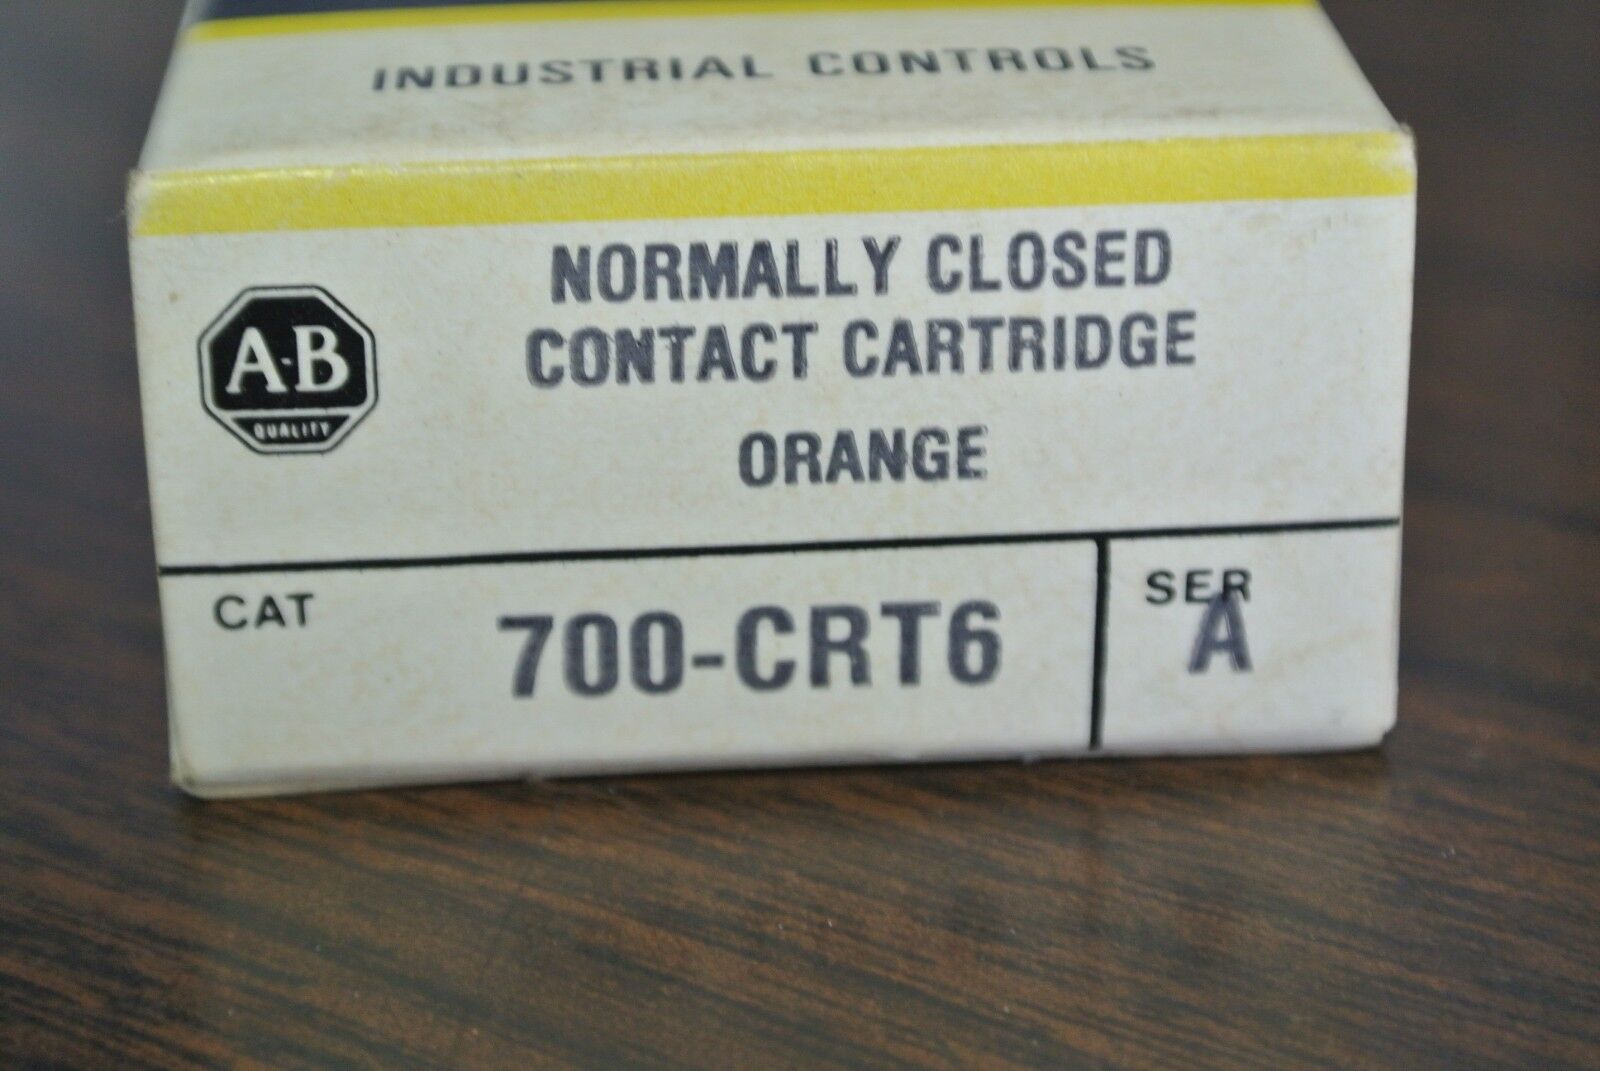 INDUSTRIAL CONTROLS
NORMALLY CLOSED
CONTACT CARTRIDGE
ORANGE
A-B
QUALITY
CAT
700-CRT6
SER
A